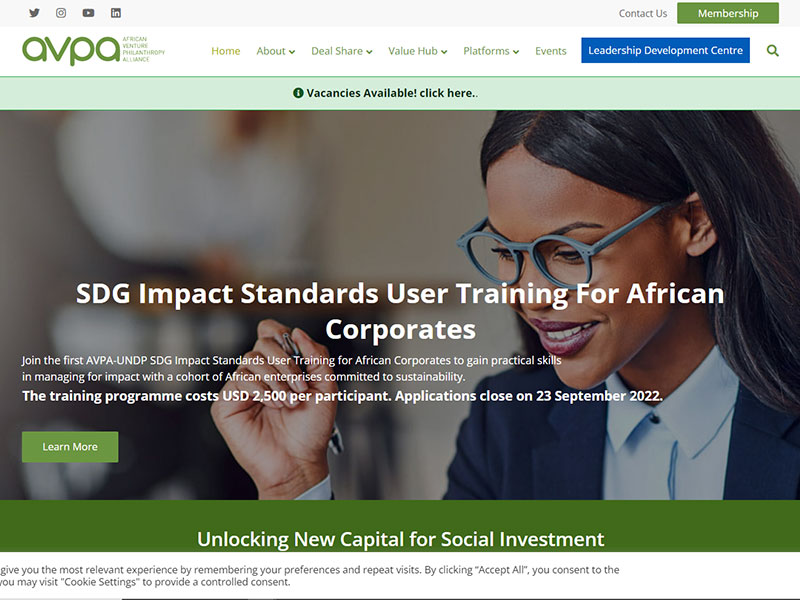 Contact Us
Membership
avpa
AFRICAN
VENTURE
PHILANTHROPY
ALLIANCE
Home About Deal Share Value Hub Platforms Events Leadership Development Centre
Vacancies Available! click here..
SDG Impact Standards User Training For African
Corporates
Join the first AVPA-UNDP SDG Impact Standards User Training for African Corporates to gain practical skills
in managing for impact with a cohort of African enterprises committed to sustainability.
The training programme costs USD 2,500 per participant. Applications close on 23 September 2022.
Learn More
Unlocking New Capital for Social Investment
give you the most relevant experience by remembering your preferences and repeat visits. By clicking “Accept All”, you consent to the
you may visit "Cookie Settings" to provide a controlled consent.